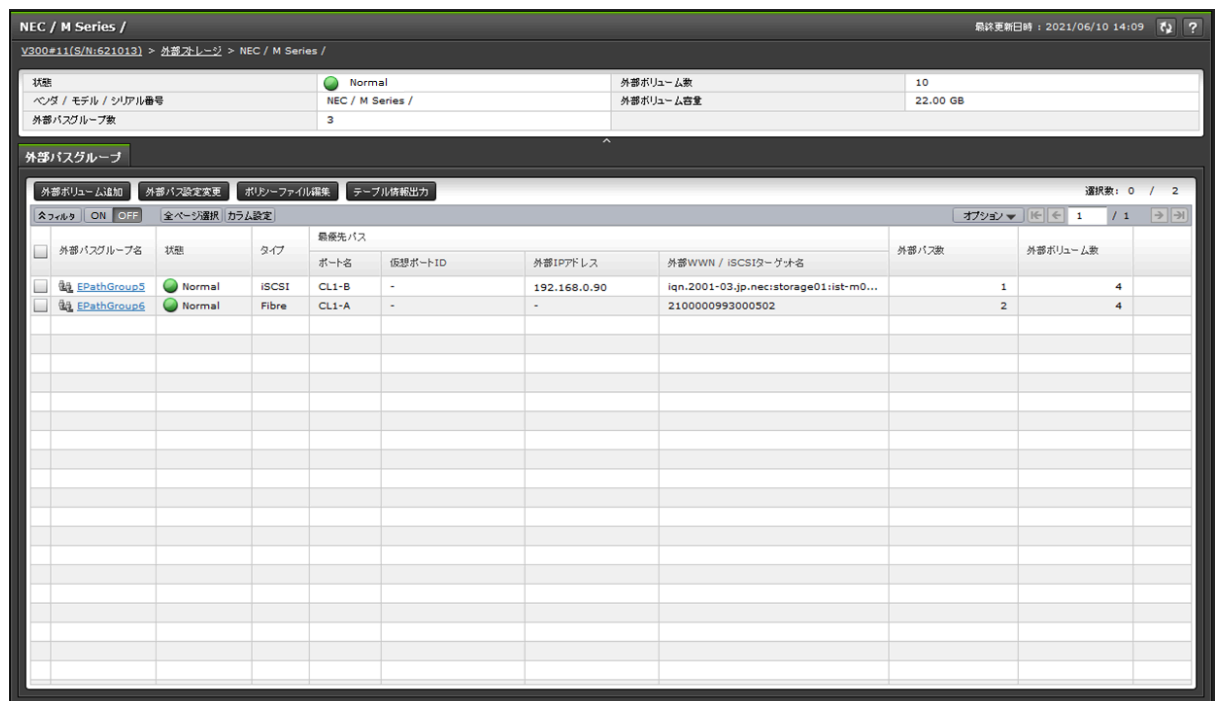 NEC / M Series /
最終更新日時 : 2021/06/10 14:09
?
V300#11(S/N:621013) > 外部ストレージ > NEC / M Series /
状態 Normal 外部ボリューム数 10
ベンダ / モデル / シリアル番号 NEC / M Series / 外部ボリューム容量 22.00 GB
外部パスグループ数 3
外部パスグループ
外部ボリューム追加 外部パス設定変更 ポリシーファイル編集 テーブル情報出力 選択数: 0 / 2
フィルタ ON OFF 全ページ選択 カラム設定 オプション 1 / 1
外部パスグループ名 状態 タイプ 最優先パス 外部パス数 外部ボリューム数
ポート名 仮想ポートID 外部IPアドレス 外部WWN / iSCSIターゲット名
EPathGroup5 Normal iSCSI CL1-B - 192.168.0.90 iqn.2001-03.jp.nec:storage01:ist-m0... 1 4
EPathGroup6 Normal Fibre CL1-A - - 2100000993000502 2 4